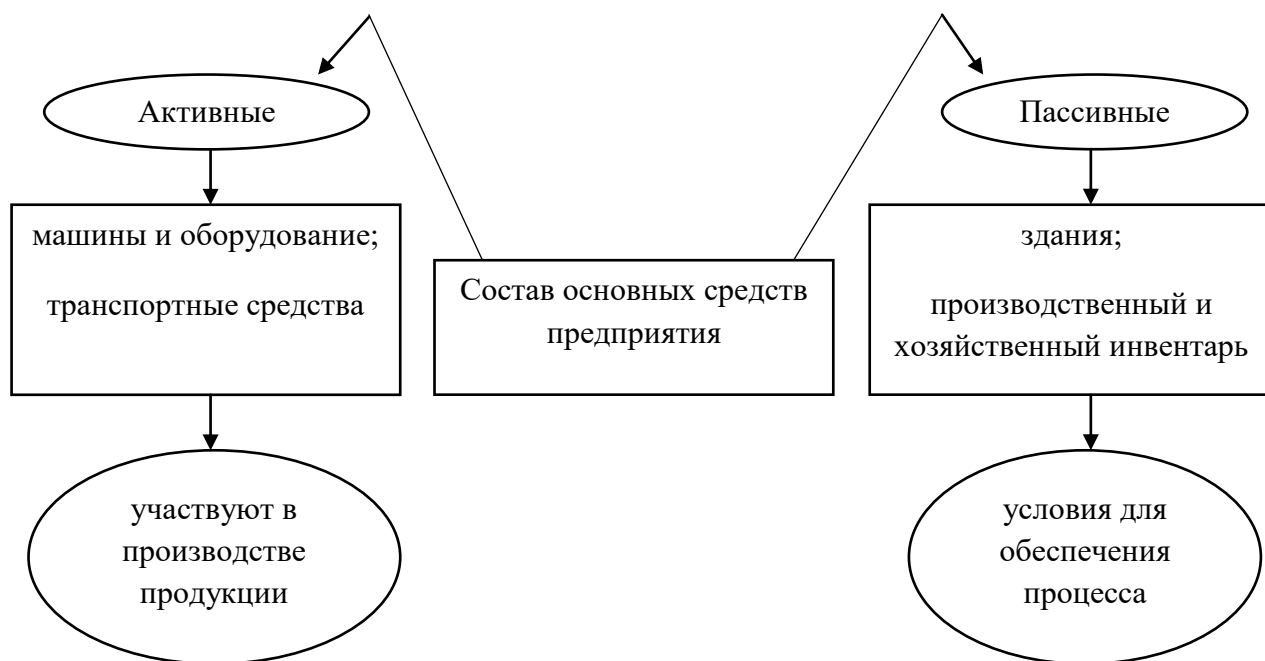 Активные
Пассивные
машины и оборудование;
транспортные средства
Состав основных средств
предприятия
здания;
производственный и
хозяйственный инвентарь
участвуют в
производстве
продукции
условия для
обеспечения
процесса